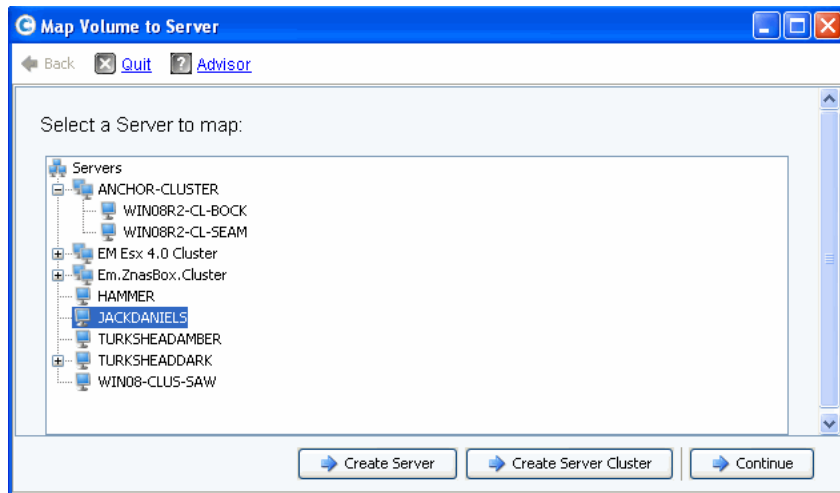 Map Volume to Server
Back Quit Advisor
Select a Server to map:
Servers
ANCHOR-CLUSTER
WIN08R2-CL-BOCK
WIN08R2-CL-SEAM
EM Esx 4.0 Cluster
Em.ZnasBox.Cluster
HAMMER
JACKDANIELS
TURKSHEADAMBER
TURKSHEADDARK
WIN08-CLUS-SAW
Create Server Create Server Cluster Continue